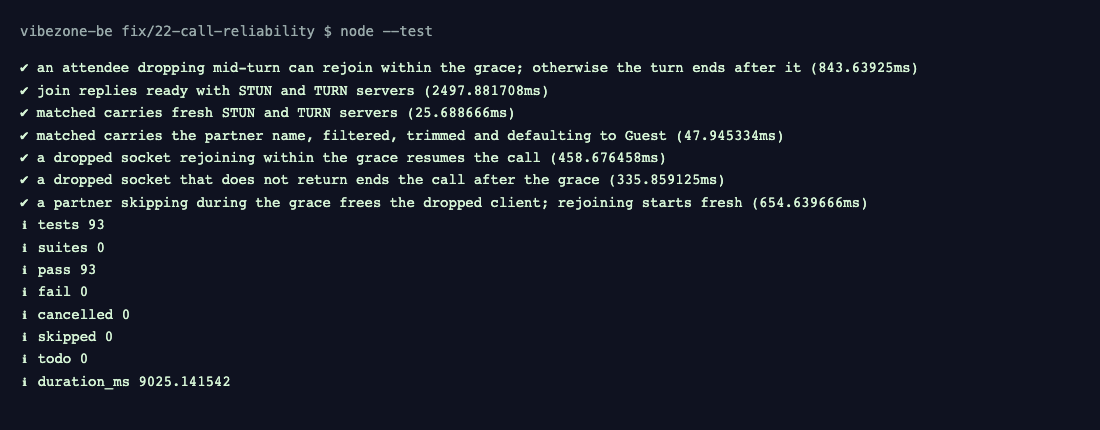 vibezone-be fix/22-call-reliability $ node --test
✔ an attendee dropping mid-turn can rejoin within the grace; otherwise the turn ends after it (843.63925ms)
✔ join replies ready with STUN and TURN servers (2497.881708ms)
✔ matched carries fresh STUN and TURN servers (25.688666ms)
✔ matched carries the partner name, filtered, trimmed and defaulting to Guest (47.945334ms)
✔ a dropped socket rejoining within the grace resumes the call (458.676458ms)
✔ a dropped socket that does not return ends the call after the grace (335.859125ms)
✔ a partner skipping during the grace frees the dropped client; rejoining starts fresh (654.639666ms)
ℹ tests 93
ℹ suites 0
ℹ pass 93
ℹ fail 0
ℹ cancelled 0
ℹ skipped 0
ℹ todo 0
ℹ duration_ms 9025.141542